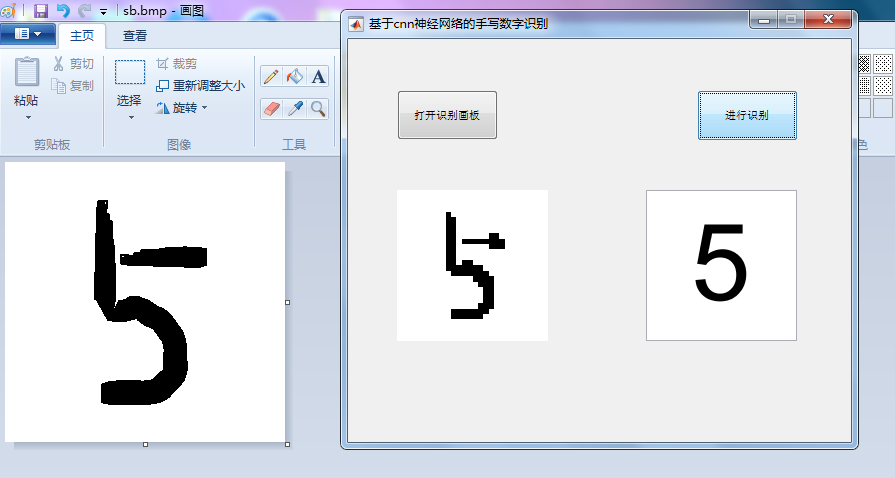 sb.bmp - 画图
主页 查看
粘贴
剪切
复制
剪贴板
选择
裁剪
重新调整大小
旋转
图像
A
工具
色
基于cnn神经网络的手写数字识别
打开识别画板
进行识别
5
5
5